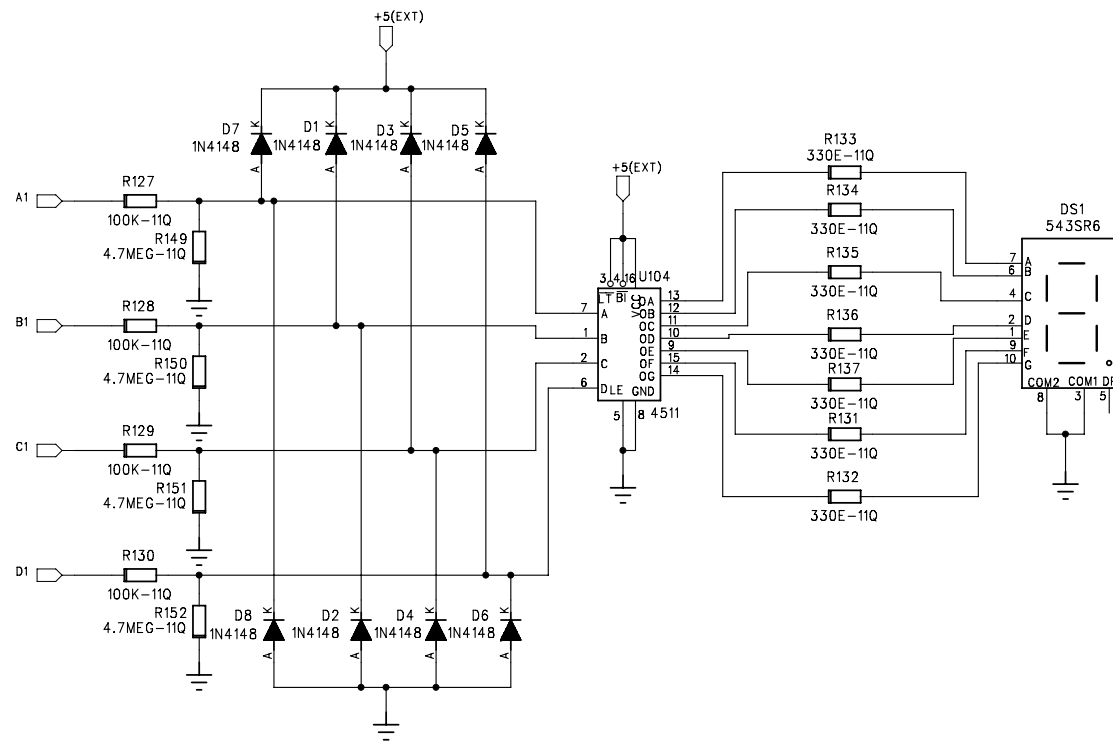 +5(EXT)
D7
1N4148
K
A
D1
1N4148
K
A
D3
1N4148
K
A
D5
1N4148
K
A
A1
R127
100K-11Q
R149
4.7MEG-11Q
B1
R128
100K-11Q
R150
4.7MEG-11Q
C1
R129
100K-11Q
R151
4.7MEG-11Q
D1
R130
100K-11Q
R152
4.7MEG-11Q
D8
1N4148
K
A
D2
1N4148
K
A
D4
1N4148
K
A
D6
1N4148
K
A
+5(EXT)
3 4 16 U104
LT BI VCC
7 A
1 B
2 C
6 D
LE GND
5 8 4511
OA 13
OB 12
OC 11
OD 10
OE 9
OF 15
OG 14
R133
330E-11Q
R134
330E-11Q
R135
330E-11Q
R136
330E-11Q
R137
330E-11Q
R131
330E-11Q
R132
330E-11Q
DS1
543SR6
7 A
6 B
4 C
2 D
1 E
9 F
10 G
COM2 COM1 DP
8 3 5